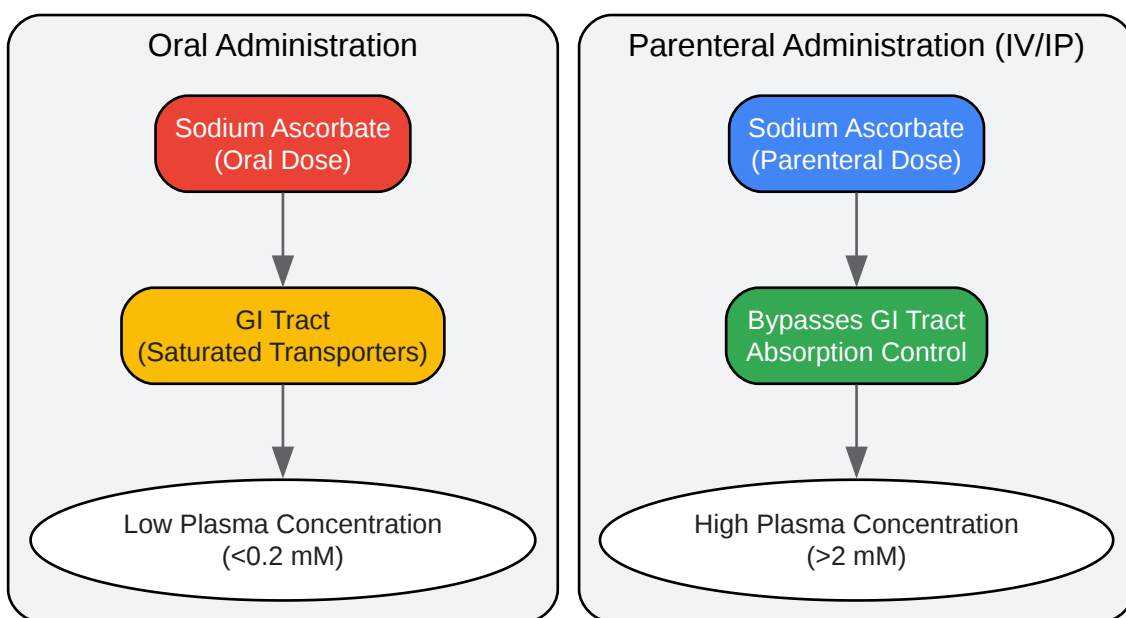 Oral Administration
Sodium Ascorbate
(Oral Dose)
GI Tract
(Saturated Transporters)
Low Plasma Concentration
(<0.2 mM)
Parenteral Administration (IV/IP)
Sodium Ascorbate
(Parenteral Dose)
Bypasses GI Tract
Absorption Control
High Plasma Concentration
(>2 mM)